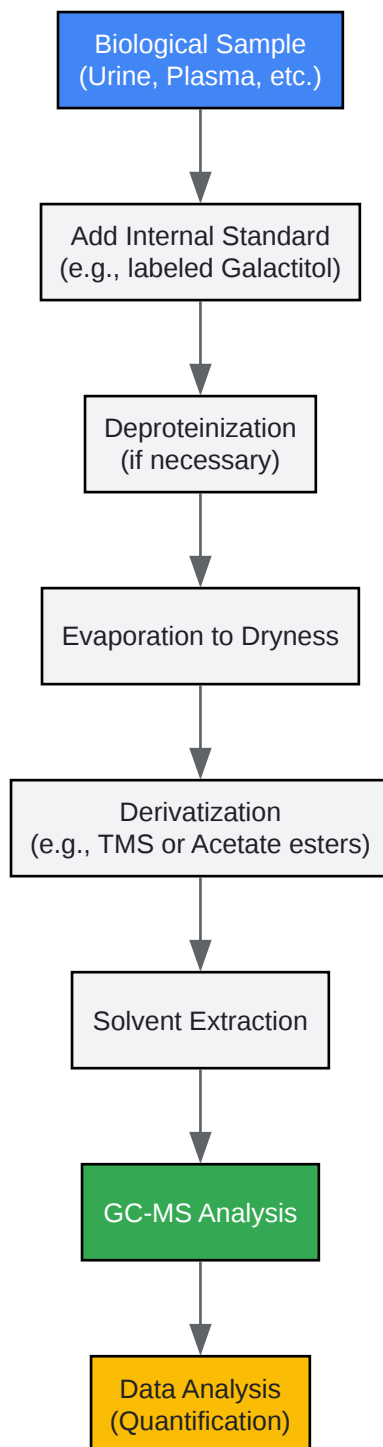 Biological Sample
(Urine, Plasma, etc.)
Add Internal Standard
(e.g., labeled Galactitol)
Deproteinization
(if necessary)
Evaporation to Dryness
Derivatization
(e.g., TMS or Acetate esters)
Solvent Extraction
GC-MS Analysis
Data Analysis
(Quantification)